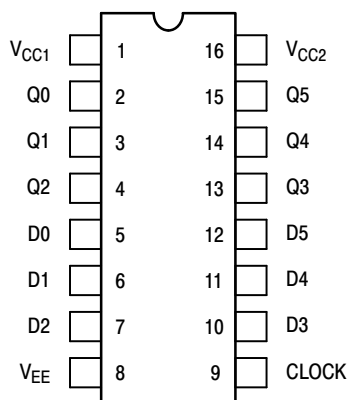 VCC1 1 16 VCC2
Q0 2 15 Q5
Q1 3 14 Q4
Q2 4 13 Q3
D0 5 12 D5
D1 6 11 D4
D2 7 10 D3
VEE 8 9 CLOCK